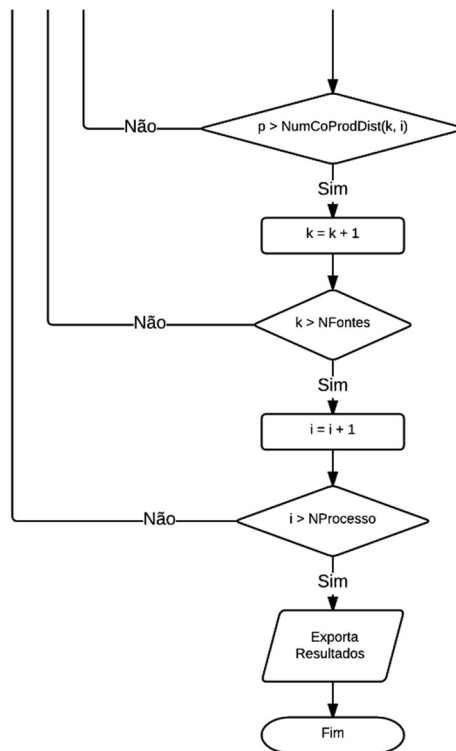 p > NumCoProdDist(k, i)
Não
Sim
k = k + 1
k > NFontes
Não
Sim
i = i + 1
i > NProcesso
Não
Sim
Exporta
Resultados
Fim